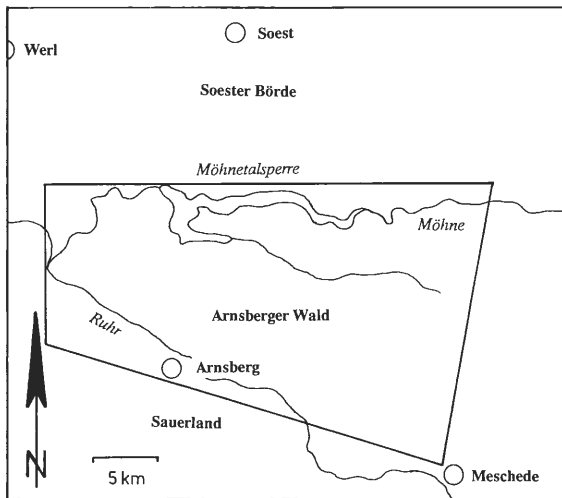 Soest
Werl
Soester Börde
Möhnetalsperre
Möhne
Arnsberger Wald
Ruhr
Arnsberg
Sauerland
N
5 km
Meschede